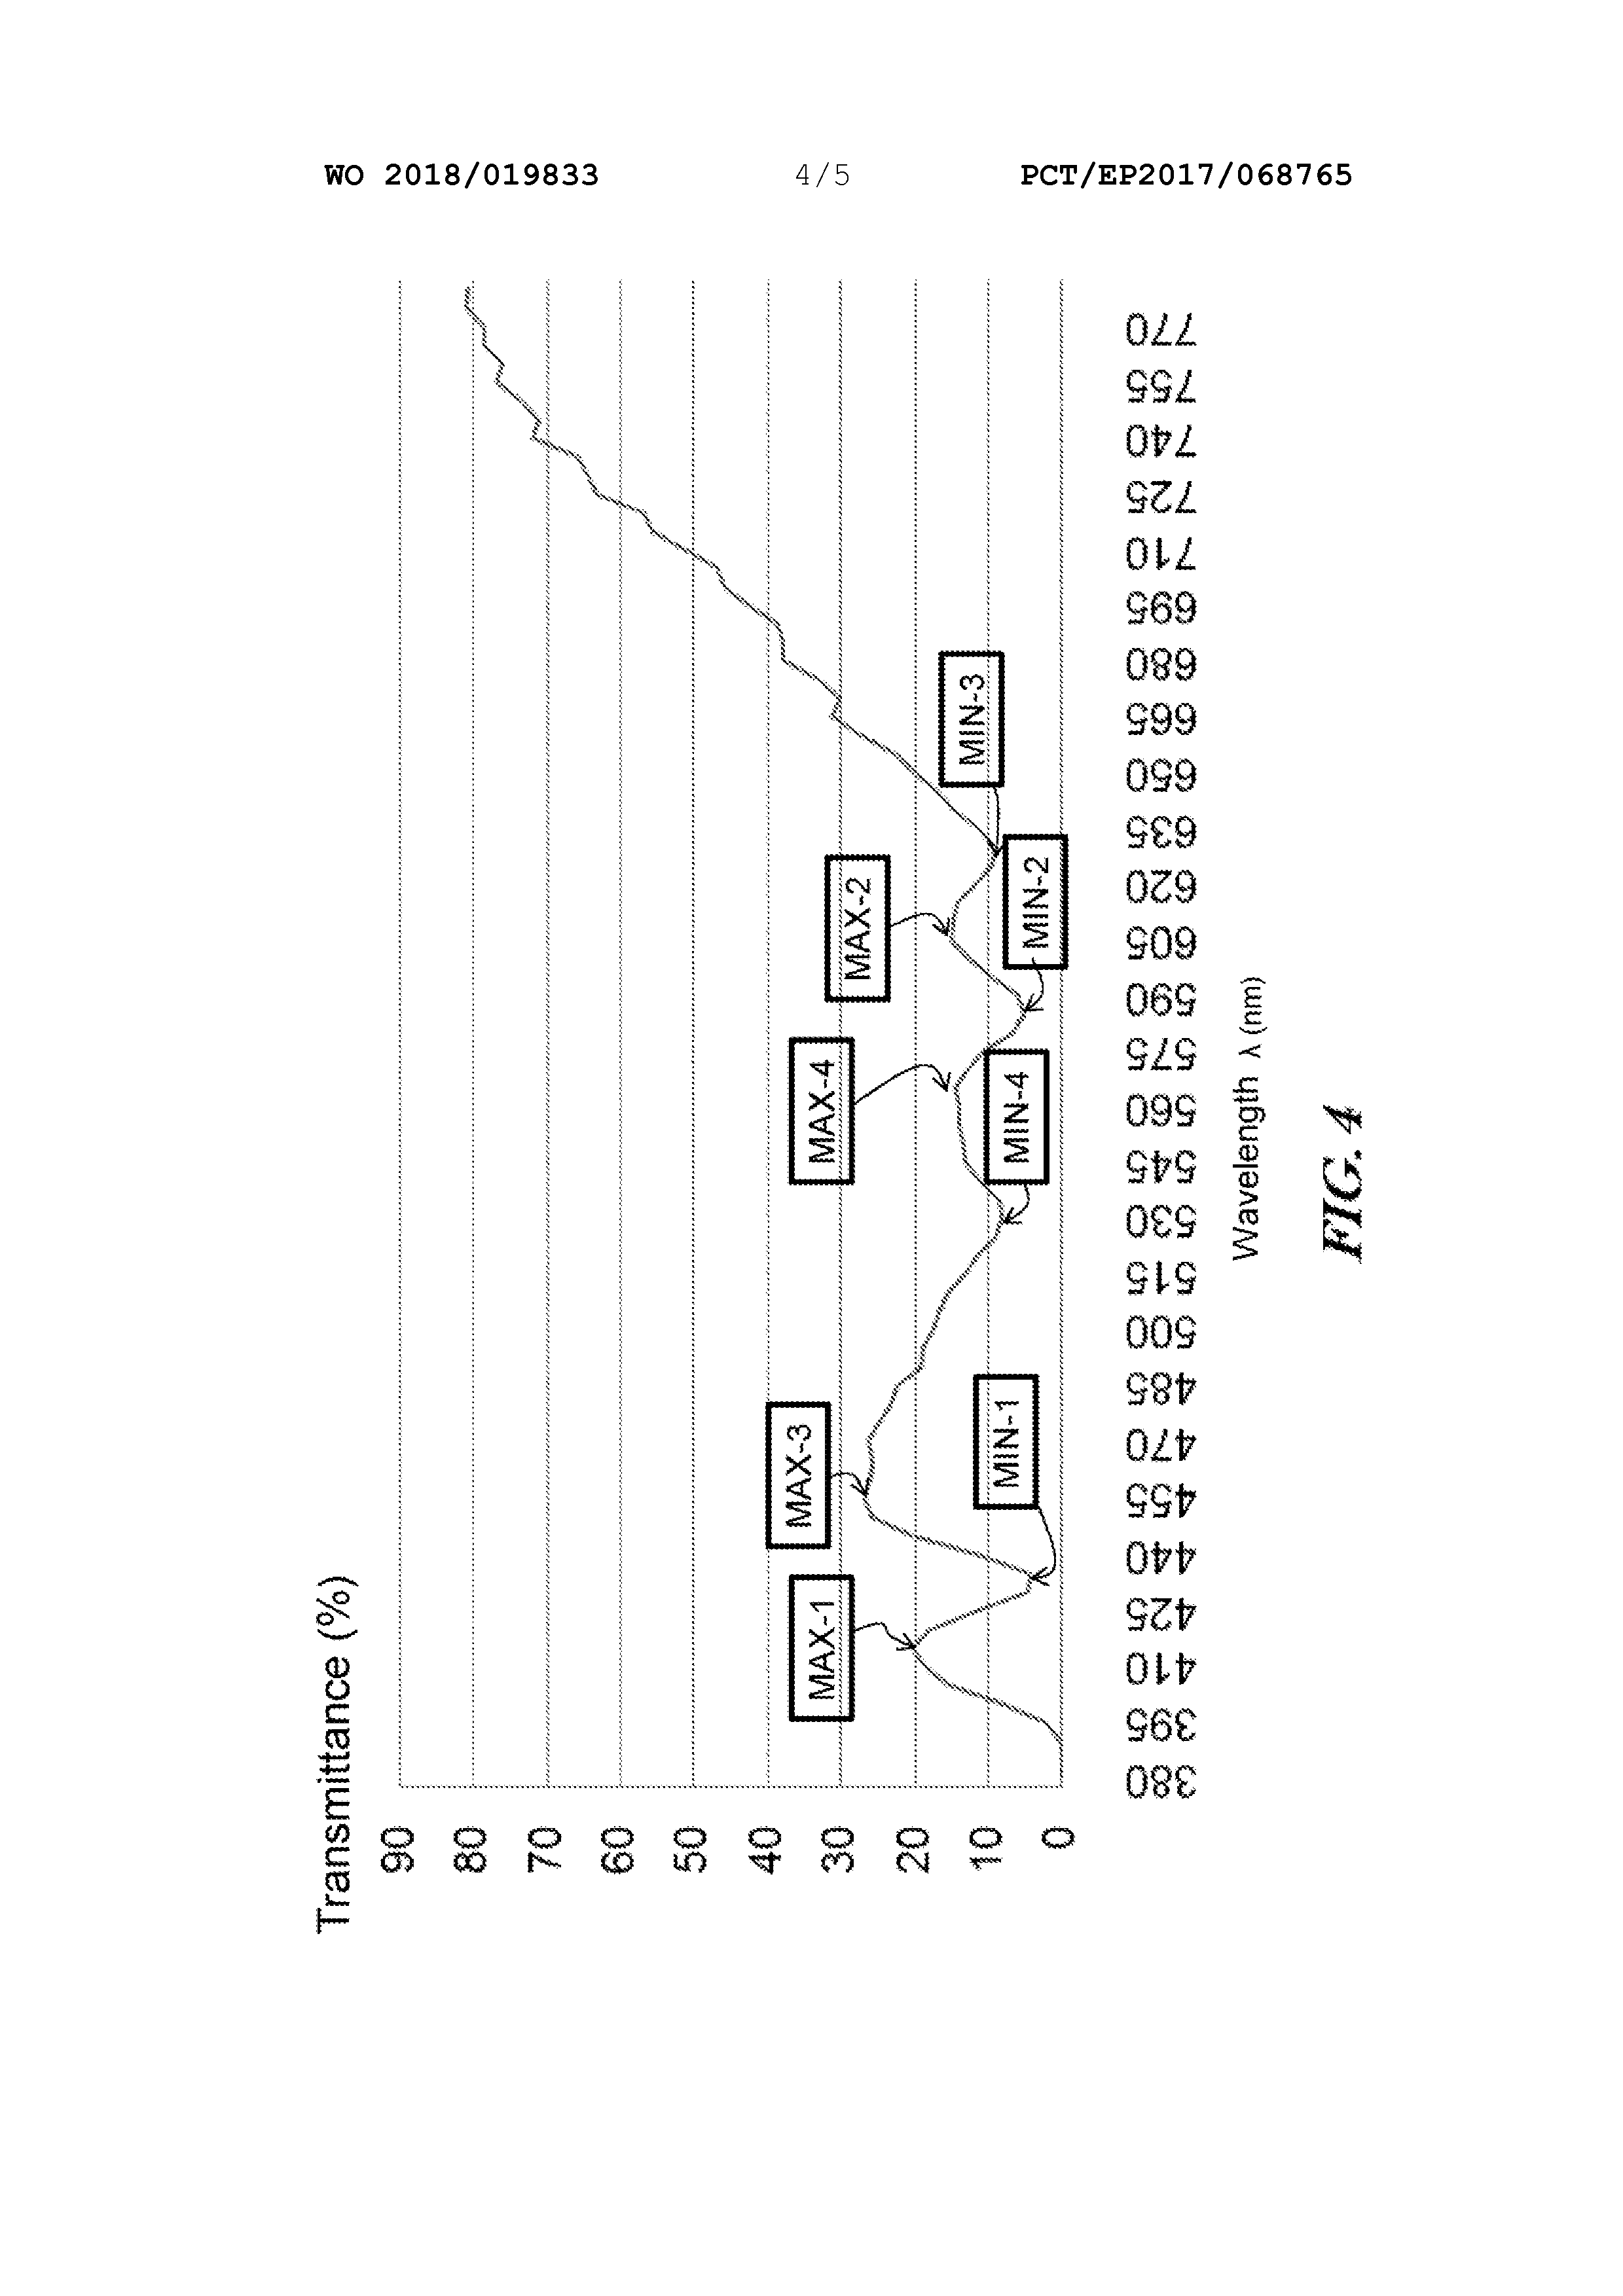 WO 2018/019833 4/5 PCT/EP2017/068765
Transmittance (%)
90
80
70
60
50
40
30
20
10
0
MAX-1
MAX-3
MAX-4
MAX-2
MIN-1
MIN-4
MIN-2
MIN-3
380 395 410 425 440 455 470 485 500 515 530 545 560 575 590 605 620 635 650 665 680 695 710 725 740 755 770
Wavelength λ (nm)
FIG. 4